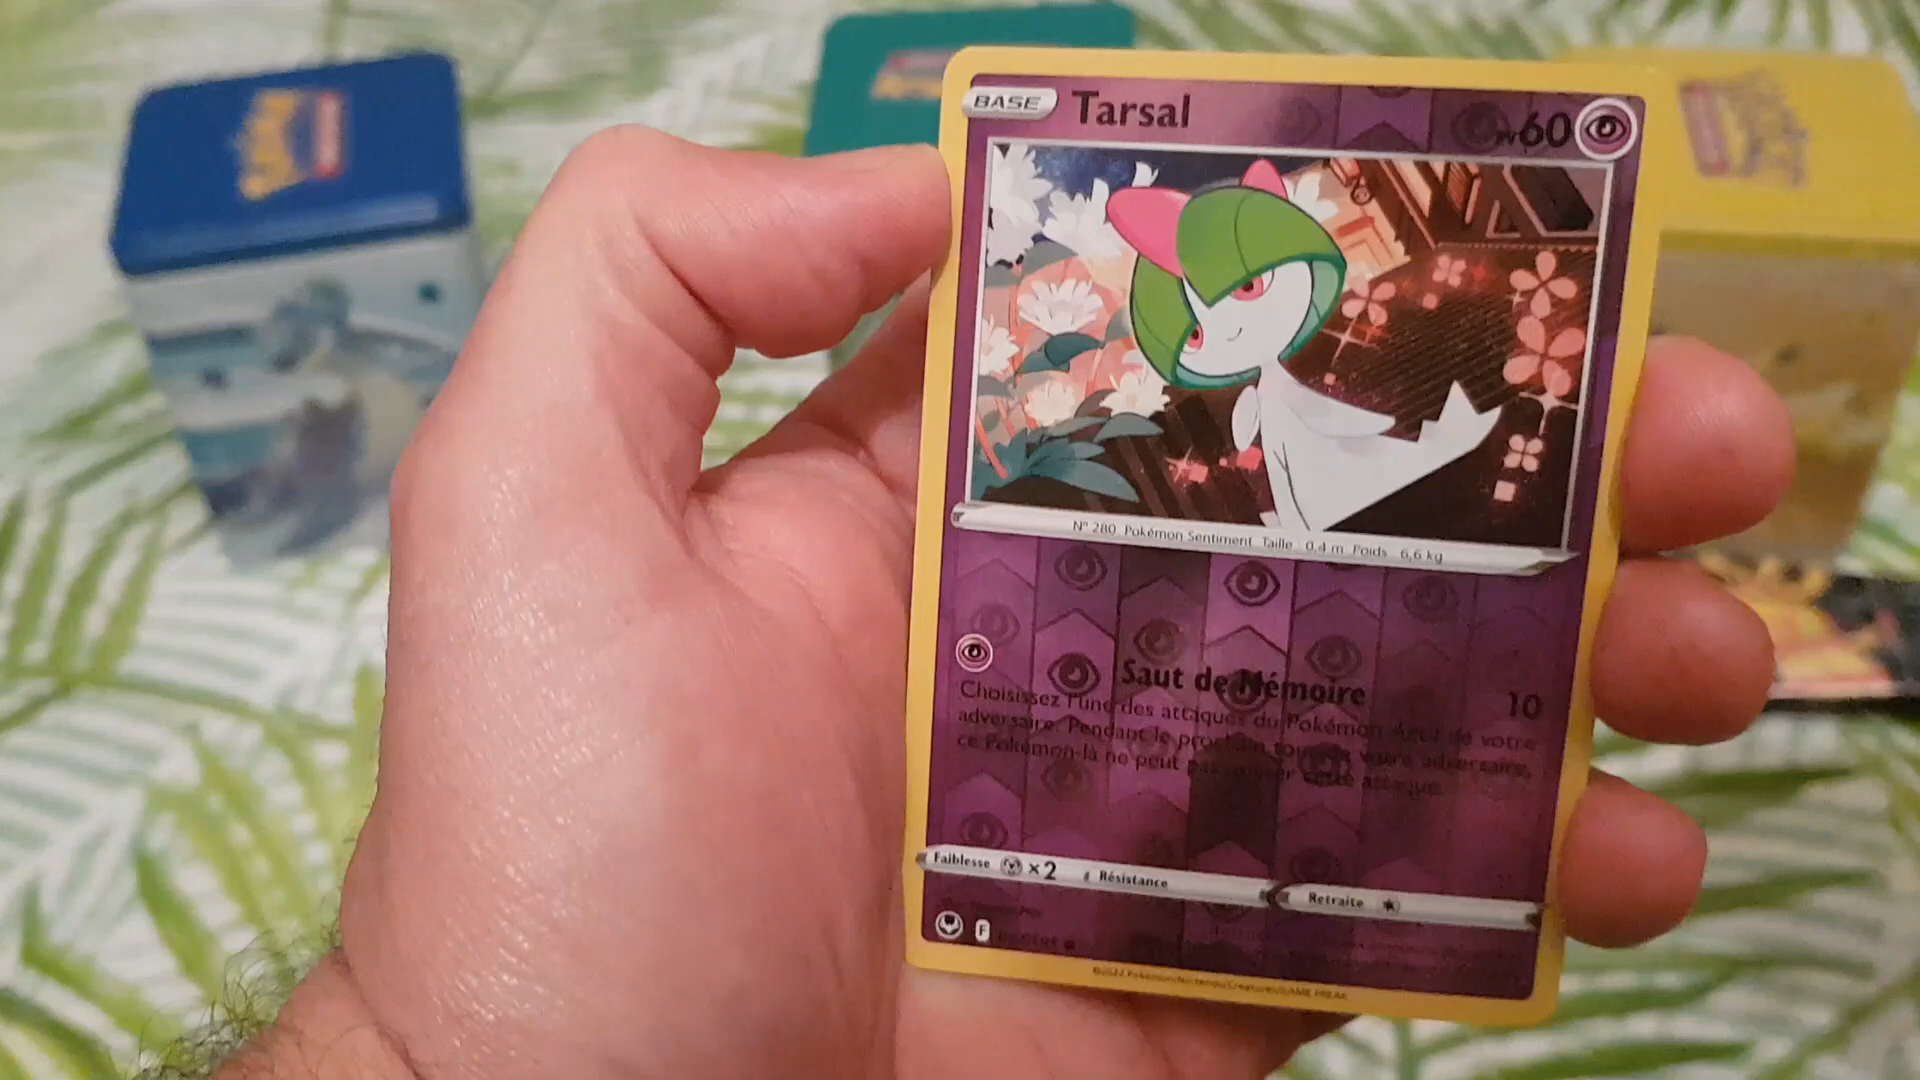 BASE Tarsal PV60
N° 280 Pokémon Sentiment Taille : 0,4 m Poids : 6,6 kg
Saut de Mémoire 10
Choisissez l'une des attaques du Pokémon Actif de votre
adversaire. Pendant le prochain tour de votre adversaire,
ce Pokémon-là ne peut pas utiliser cette attaque.
Faiblesse ×2 Résistance Retraite
F
©2022 Pokémon/Nintendo/Creatures/GAME FREAK